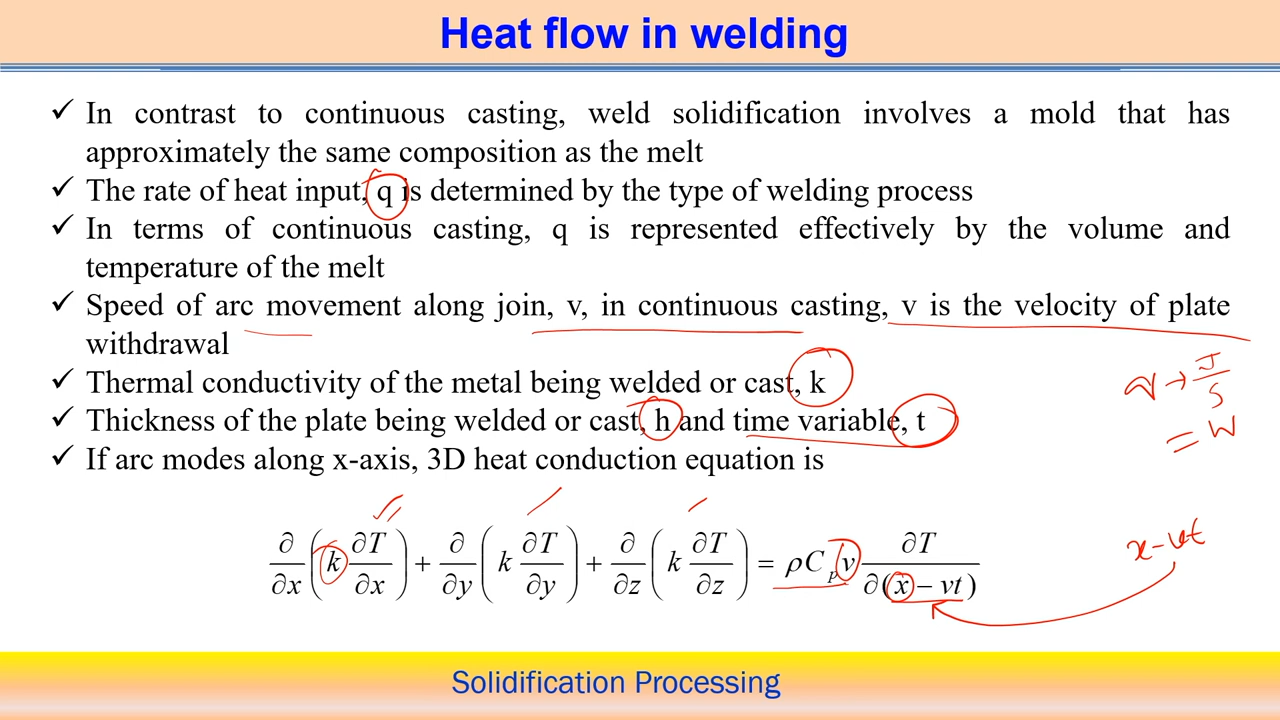 Heat flow in welding
✓ In contrast to continuous casting, weld solidification involves a mold that has
approximately the same composition as the melt
✓ The rate of heat input, q is determined by the type of welding process
✓ In terms of continuous casting, q is represented effectively by the volume and
temperature of the melt
✓ Speed of arc movement along join, v, in continuous casting, v is the velocity of plate
withdrawal
✓ Thermal conductivity of the metal being welded or cast, k
✓ Thickness of the plate being welded or cast, h and time variable, t
✓ If arc modes along x-axis, 3D heat conduction equation is
q → J/S
= W
∂/∂x (k ∂T/∂x) + ∂/∂y (k ∂T/∂y) + ∂/∂z (k ∂T/∂z) = ρC_p v ∂T/∂(x − vt)
x-vt
Solidification Processing